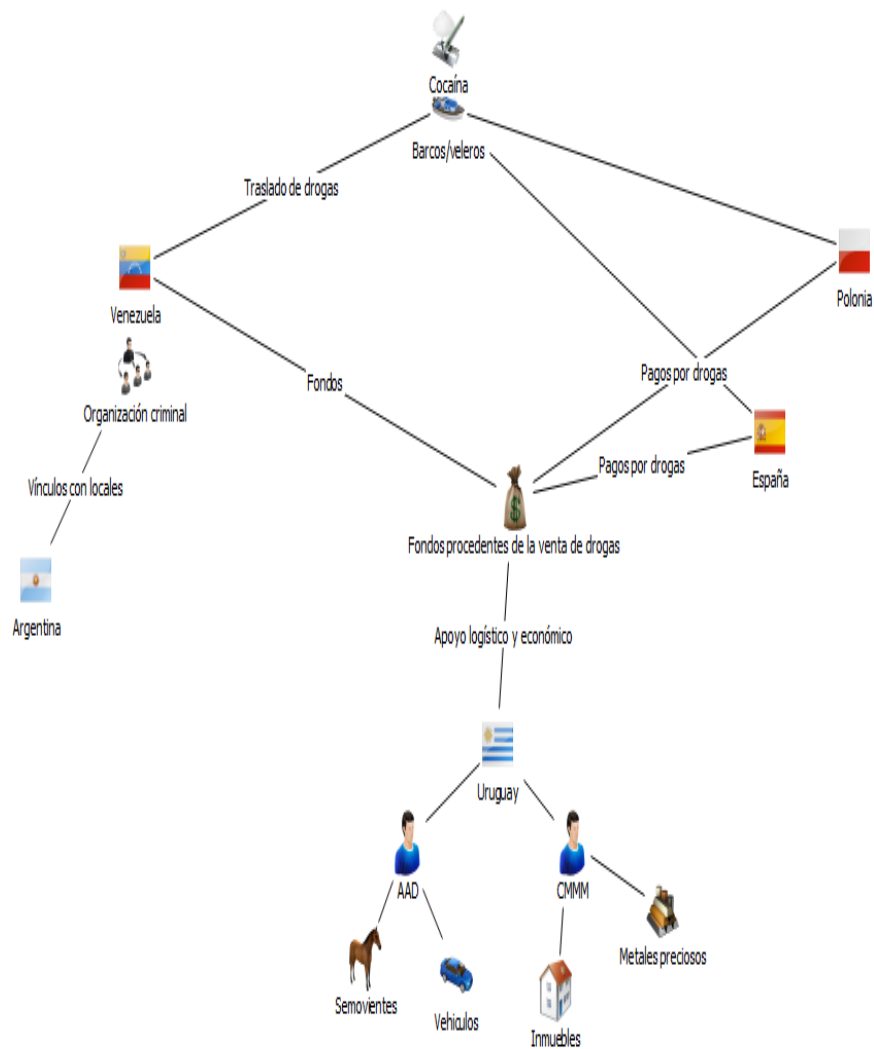 Cocaína
Barcos/veleros
Traslado de drogas
Venezuela
Polonia
Fondos
Pagos por drogas
Organización criminal
Pagos por drogas
España
Vínculos con locales
Fondos procedentes de la venta de drogas
Argentina
Apoyo logístico y económico
Uruguay
AAD
CMMM
Metales preciosos
Semovientes
Vehiculos
Inmuebles